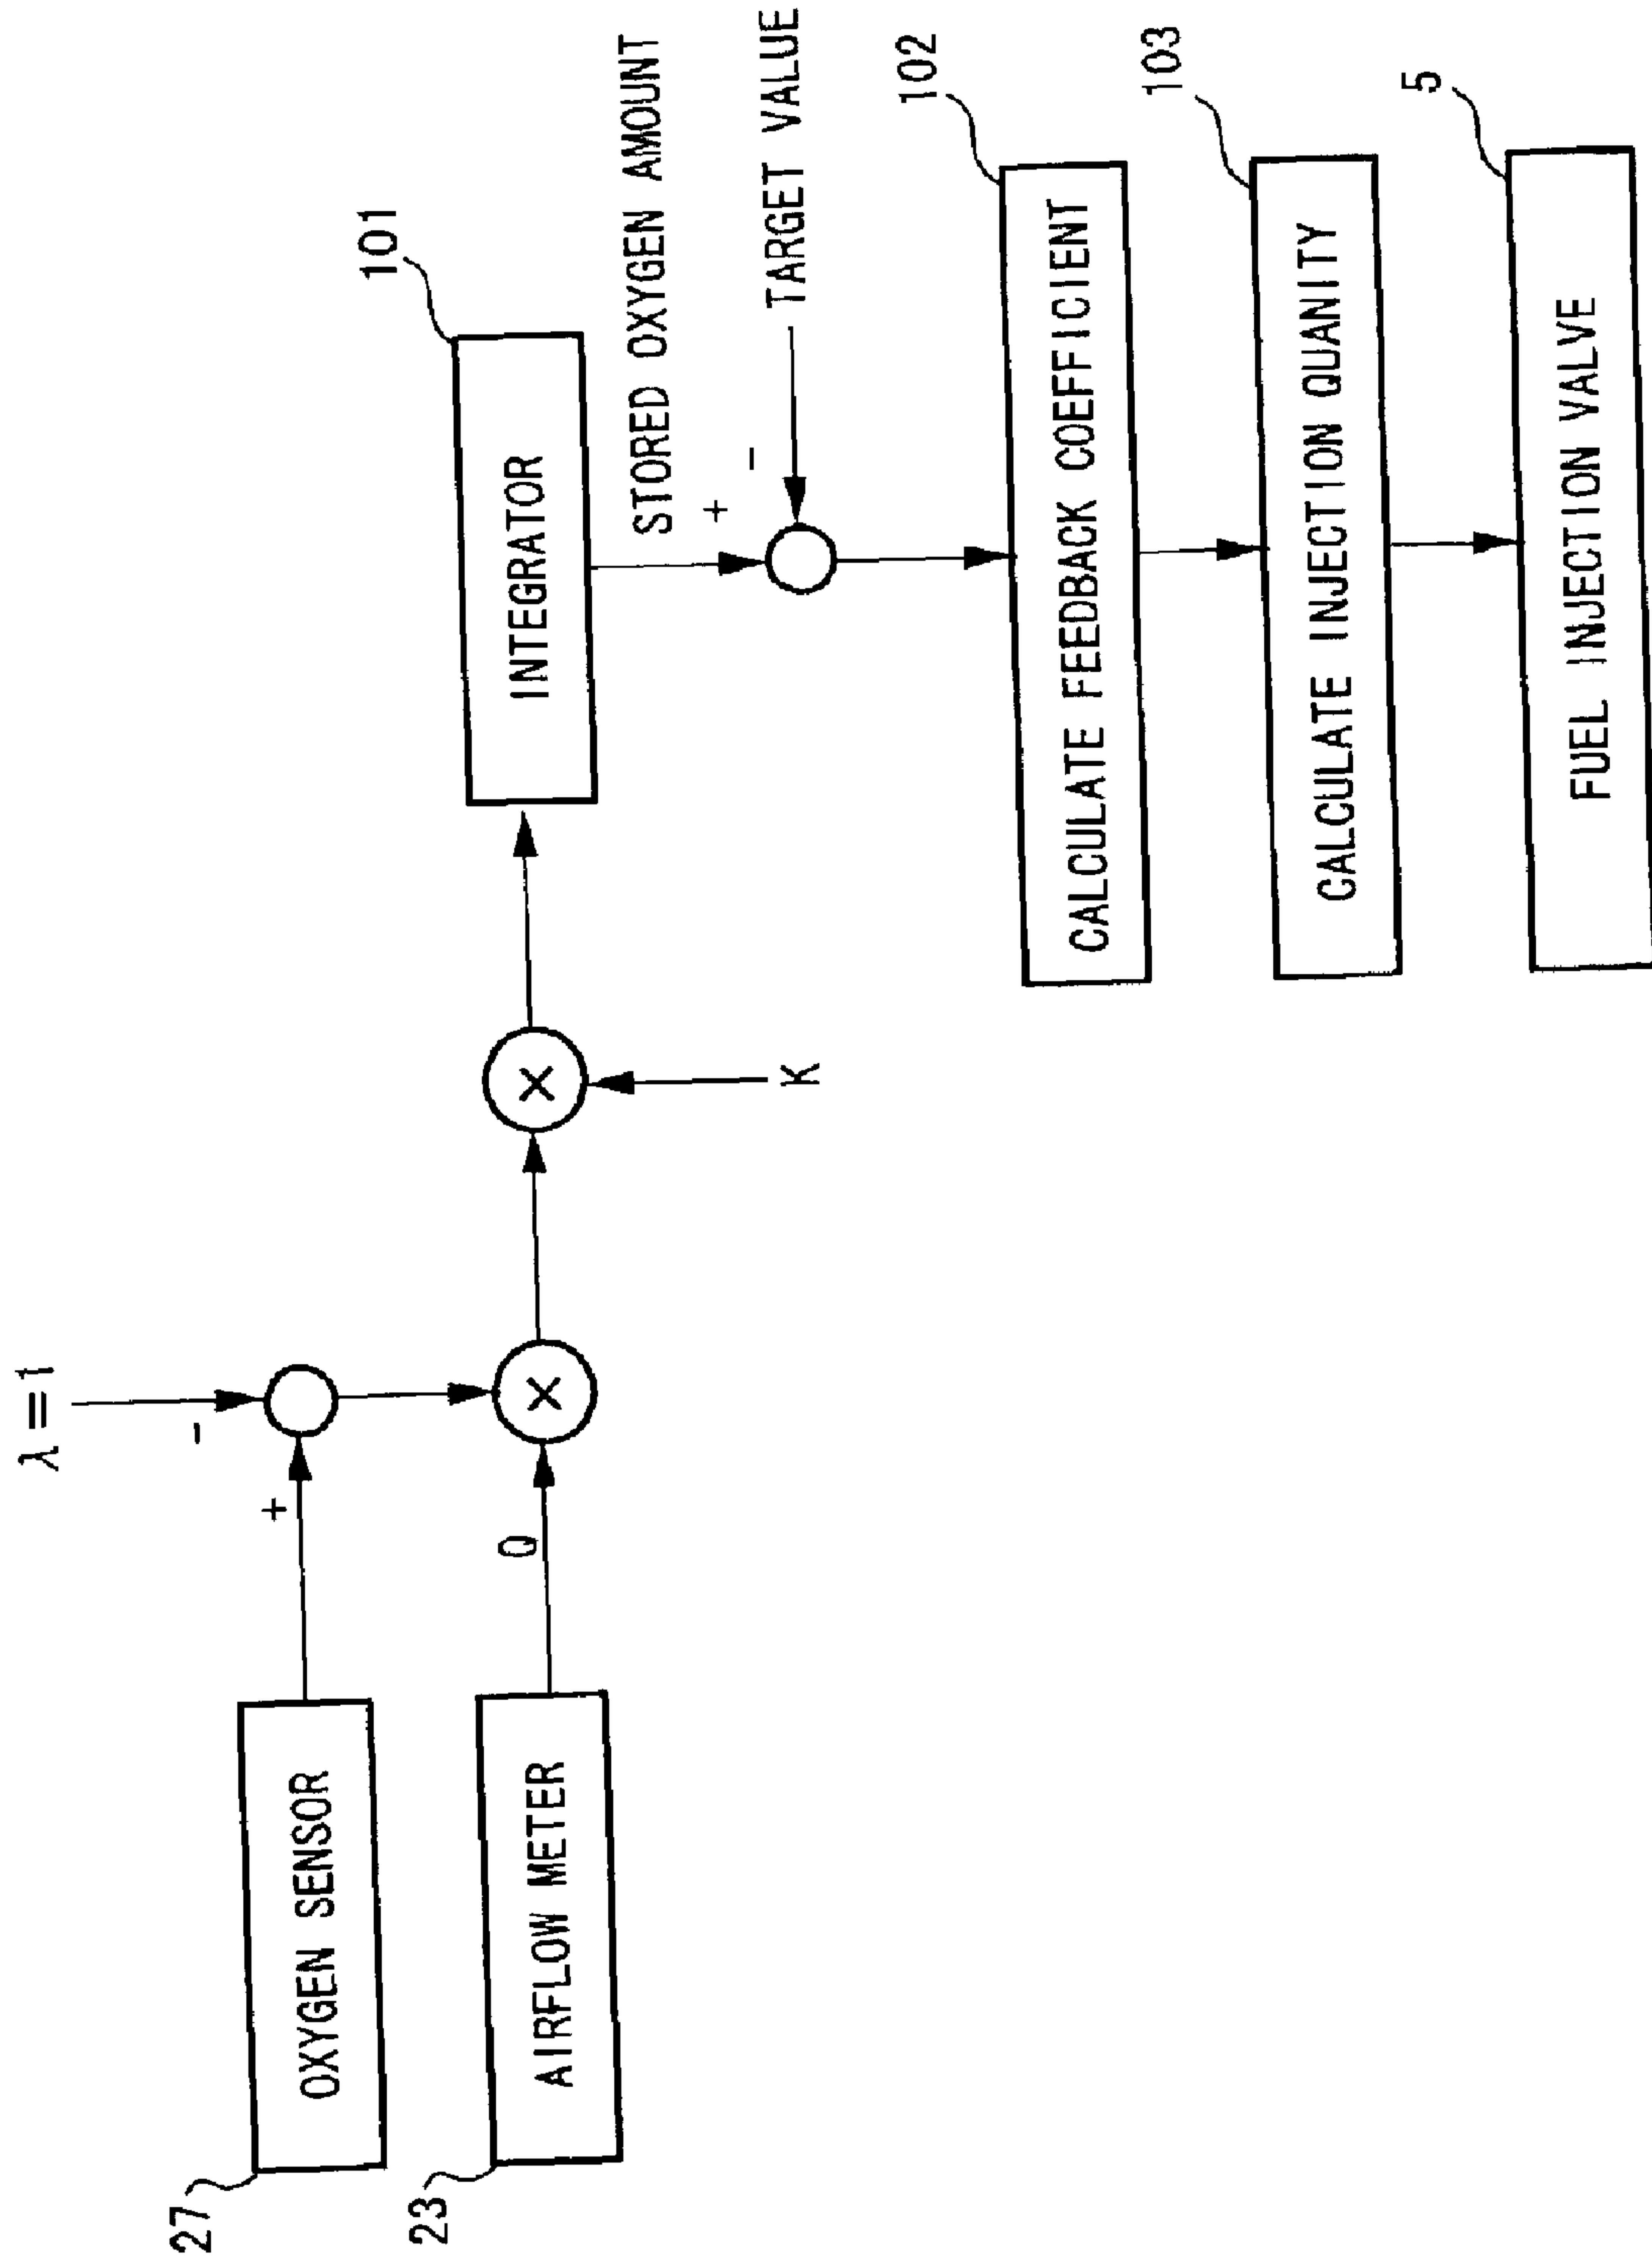 λ=1
-
+
27
OXYGEN SENSOR
23
AIRFLOW METER
Q
×
×
K
101
INTEGRATOR
STORED OXYGEN AMOUNT
+
-
TARGET VALUE
102
CALCULATE FEEDBACK COEFFICIENT
103
CALCULATE INJECTION QUANITY
5
FUEL INJECTION VALVE